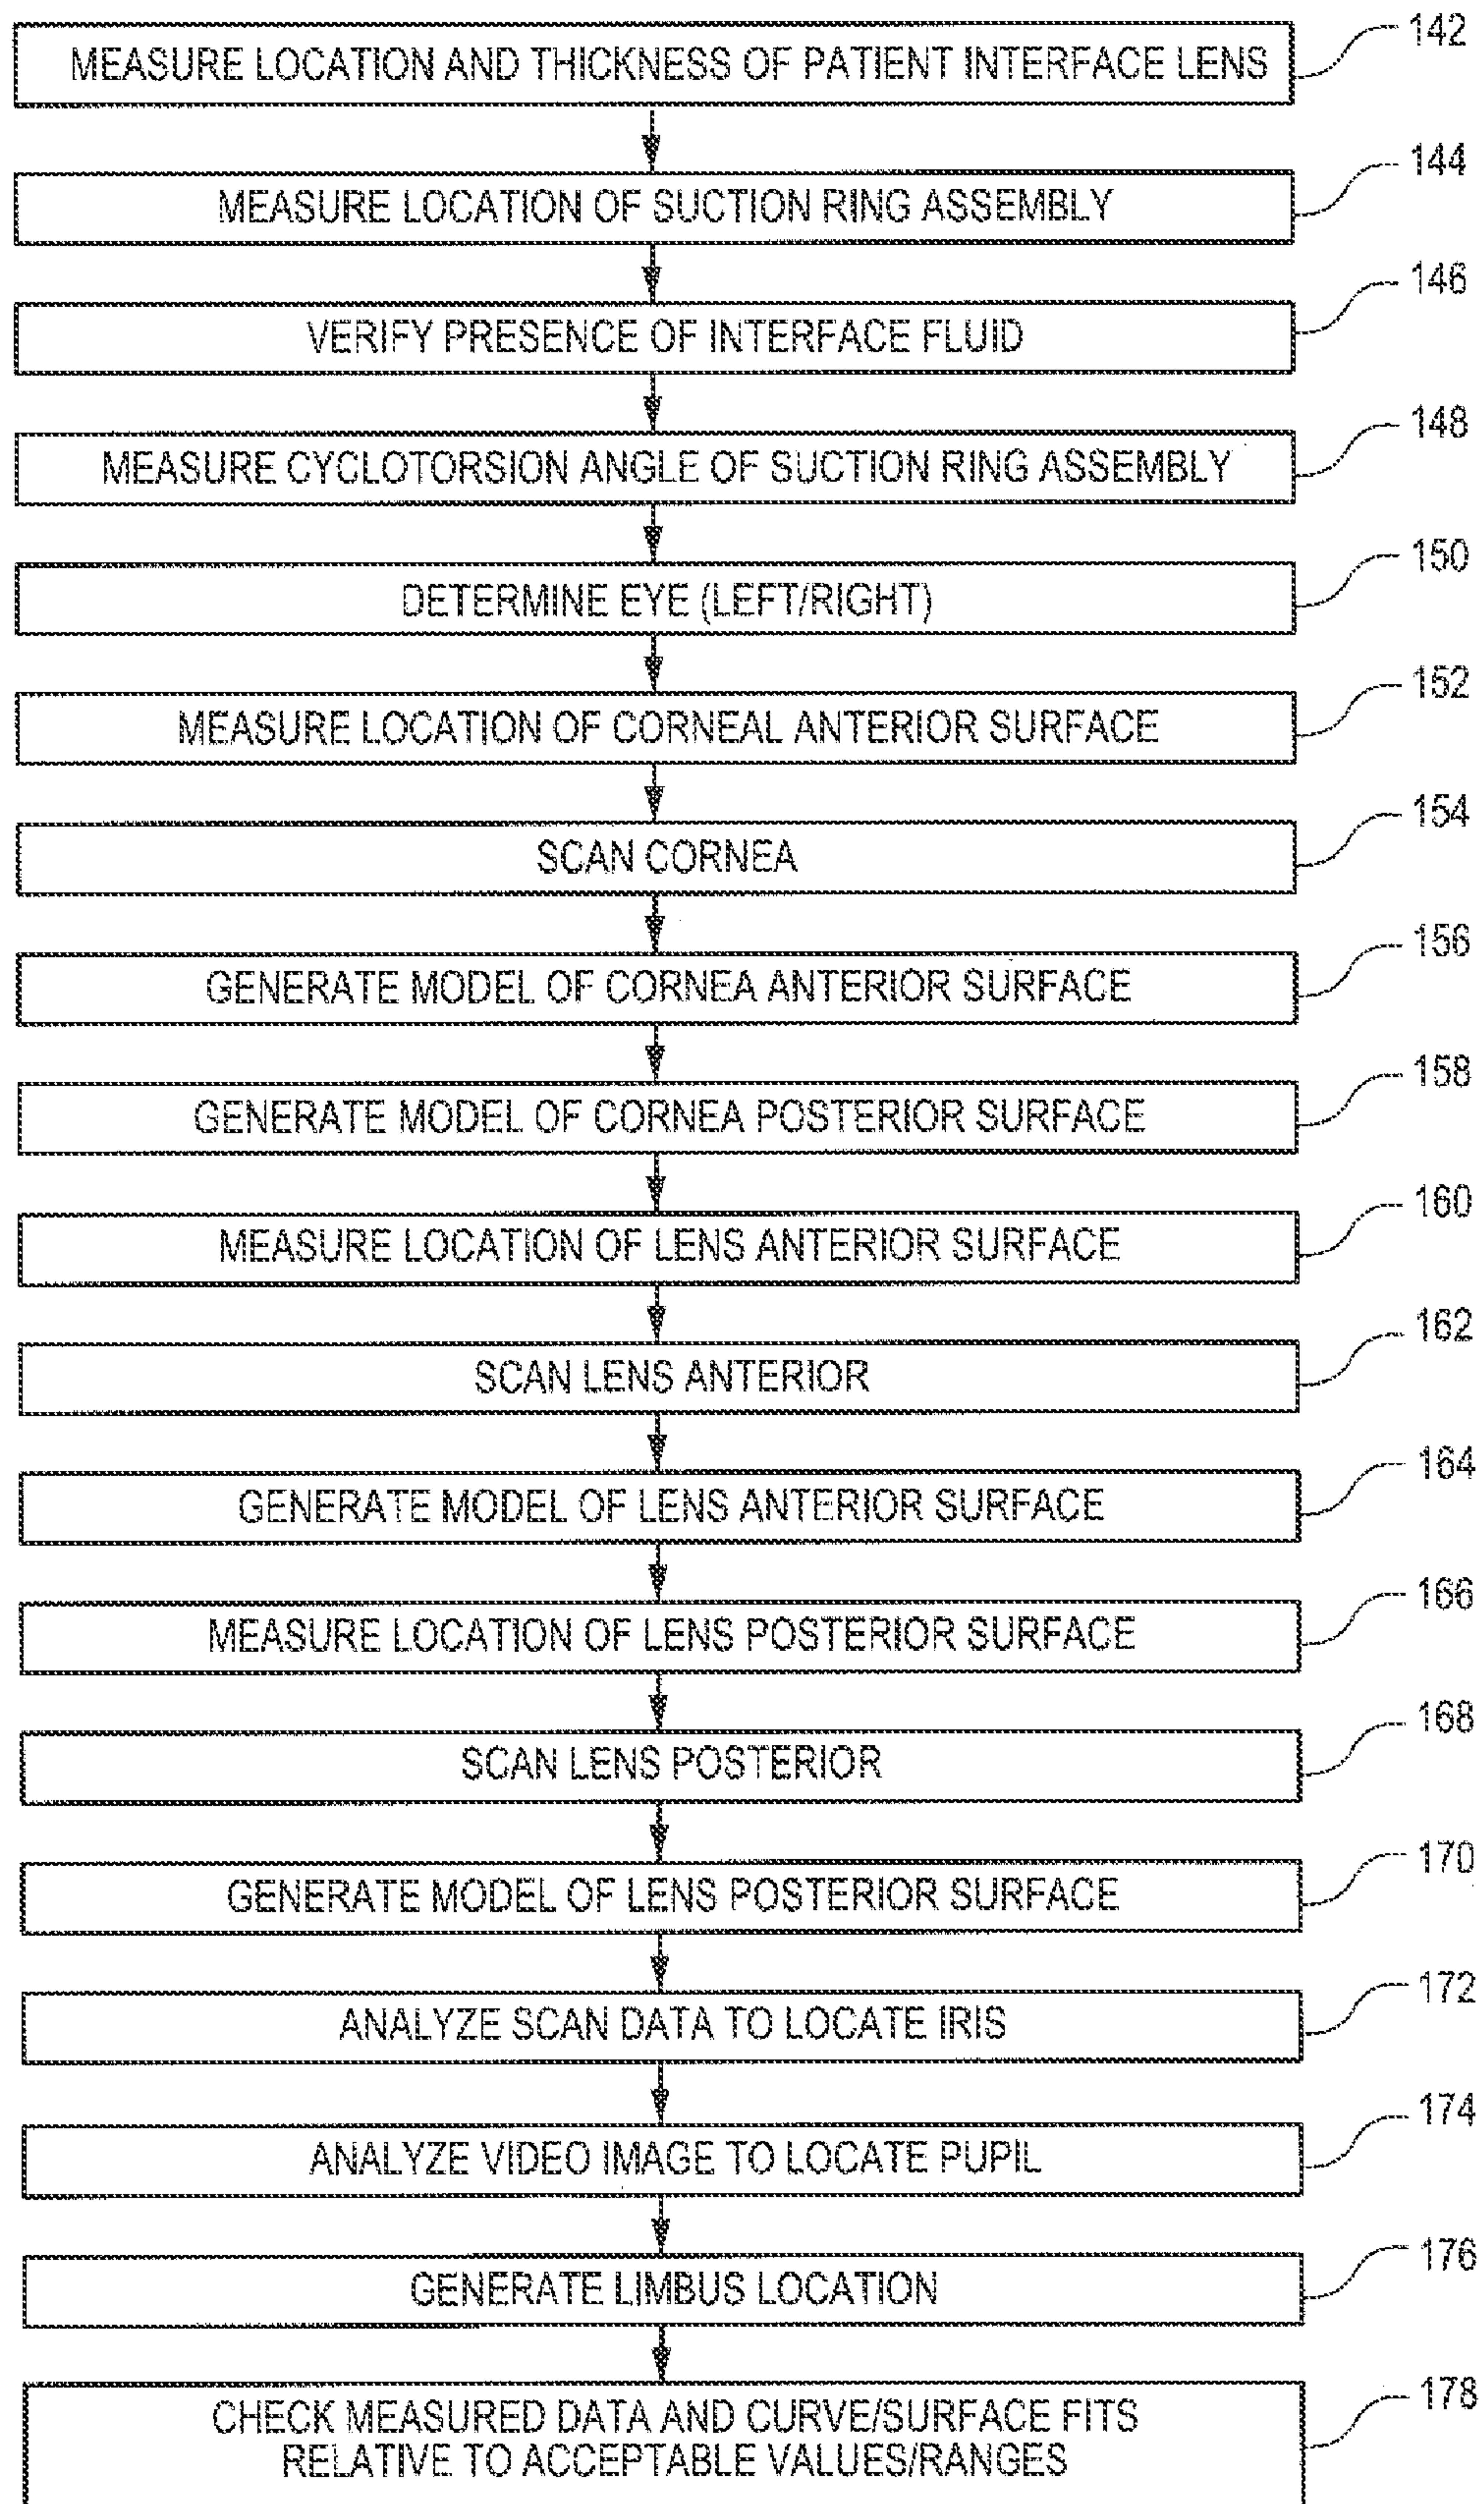 MEASURE LOCATION AND THICKNESS OF PATIENT INTERFACE LENS
142
MEASURE LOCATION OF SUCTION RING ASSEMBLY
144
VERIFY PRESENCE OF INTERFACE FLUID
146
MEASURE CYCLOTORSION ANGLE OF SUCTION RING ASSEMBLY
148
DETERMINE EYE (LEFT/RIGHT)
150
MEASURE LOCATION OF CORNEAL ANTERIOR SURFACE
152
SCAN CORNEA
154
GENERATE MODEL OF CORNEA ANTERIOR SURFACE
156
GENERATE MODEL OF CORNEA POSTERIOR SURFACE
158
MEASURE LOCATION OF LENS ANTERIOR SURFACE
160
SCAN LENS ANTERIOR
162
GENERATE MODEL OF LENS ANTERIOR SURFACE
164
MEASURE LOCATION OF LENS POSTERIOR SURFACE
166
SCAN LENS POSTERIOR
168
GENERATE MODEL OF LENS POSTERIOR SURFACE
170
ANALYZE SCAN DATA TO LOCATE IRIS
172
ANALYZE VIDEO IMAGE TO LOCATE PUPIL
174
GENERATE LIMBUS LOCATION
176
CHECK MEASURED DATA AND CURVE/SURFACE FITS
RELATIVE TO ACCEPTABLE VALUES/RANGES
178